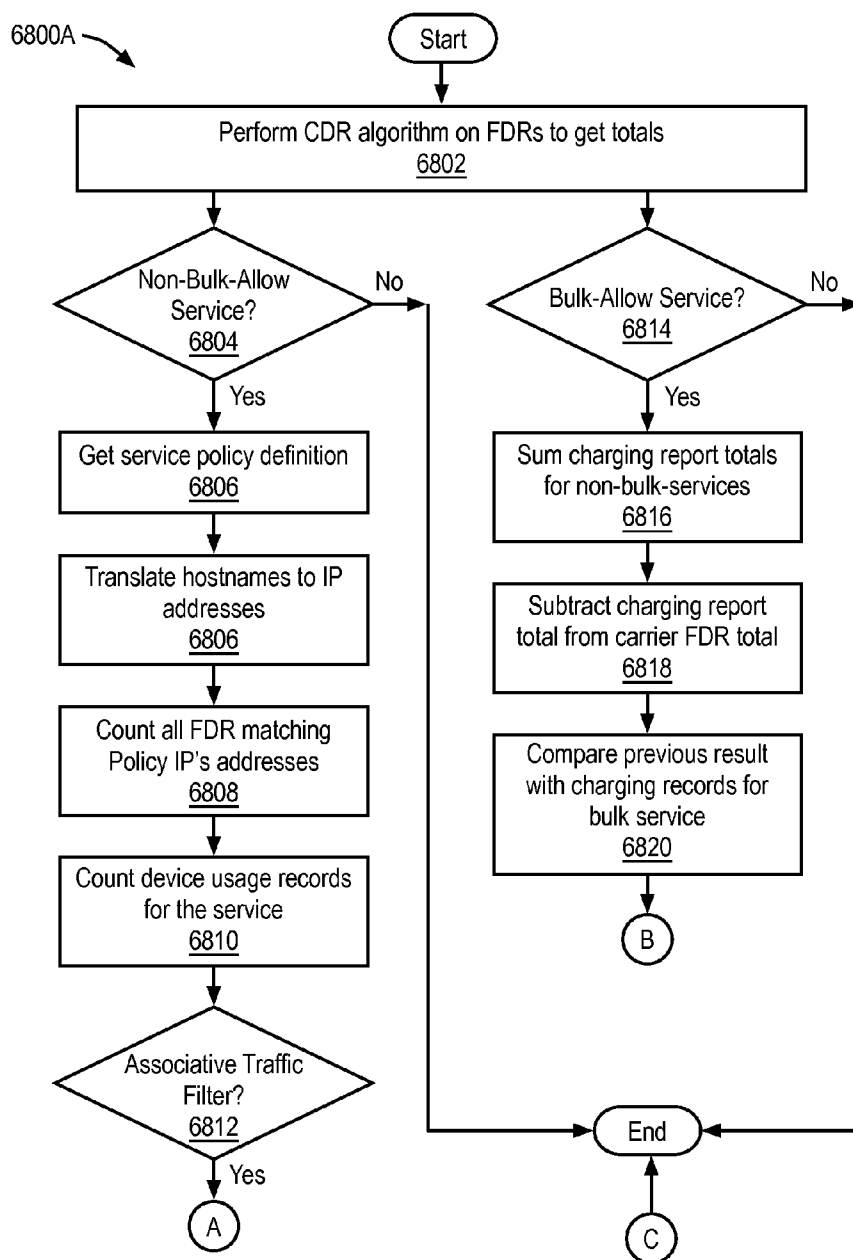 6800A
Start
Perform CDR algorithm on FDRs to get totals
6802
Non-Bulk-Allow
Service?
6804
No
Yes
Get service policy definition
6806
Translate hostnames to IP
addresses
6806
Count all FDR matching
Policy IP's addresses
6808
Count device usage records
for the service
6810
Associative Traffic
Filter?
6812
Yes
A
Bulk-Allow Service?
6814
No
Yes
Sum charging report totals
for non-bulk-services
6816
Subtract charging report
total from carrier FDR total
6818
Compare previous result
with charging records for
bulk service
6820
B
End
C